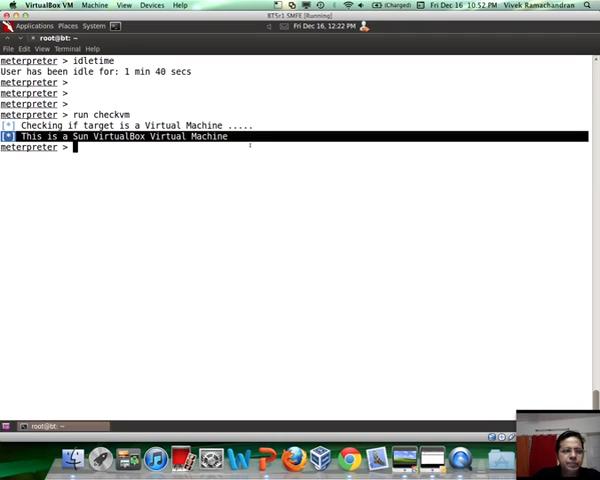 VirtualBox VM Machine View Devices Help (Charged) Fri Dec 16 10:52 PM Vivek Ramachandran
BT5r1 SMFE [Running]
Applications Places System Fri Dec 16, 12:22 PM
root@bt: ~
File Edit View Terminal Help
meterpreter > idletime
User has been idle for: 1 min 40 secs
meterpreter >
meterpreter >
meterpreter >
meterpreter > run checkvm
[*] Checking if target is a Virtual Machine .....
[*] This is a Sun VirtualBox Virtual Machine
meterpreter >
root@bt: ~